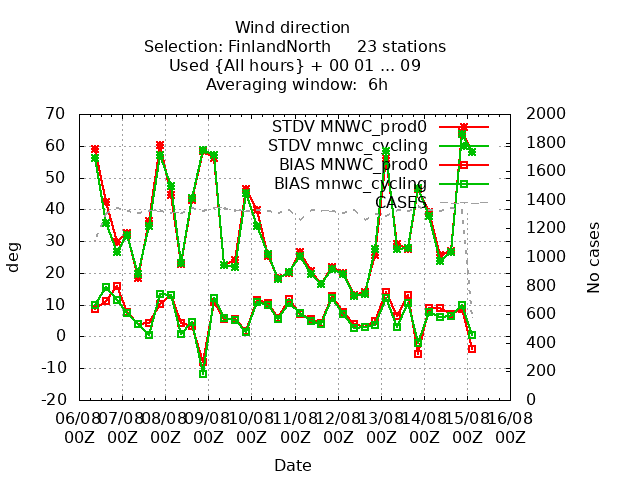 Wind direction
Selection: FinlandNorth 23 stations
Used {All hours} + 00 01 ... 09
Averaging window: 6h
STDV MNWC_prod0
STDV mnwc_cycling
BIAS MNWC_prod0
BIAS mnwc_cycling
CASES
deg
70
60
50
40
30
20
10
0
-10
-20
2000
1800
1600
1400
1200
1000
800
600
400
200
0
No cases
06/08 07/08 08/08 09/08 10/08 11/08 12/08 13/08 14/08 15/08 16/08
00Z 00Z 00Z 00Z 00Z 00Z 00Z 00Z 00Z 00Z 00Z
Date